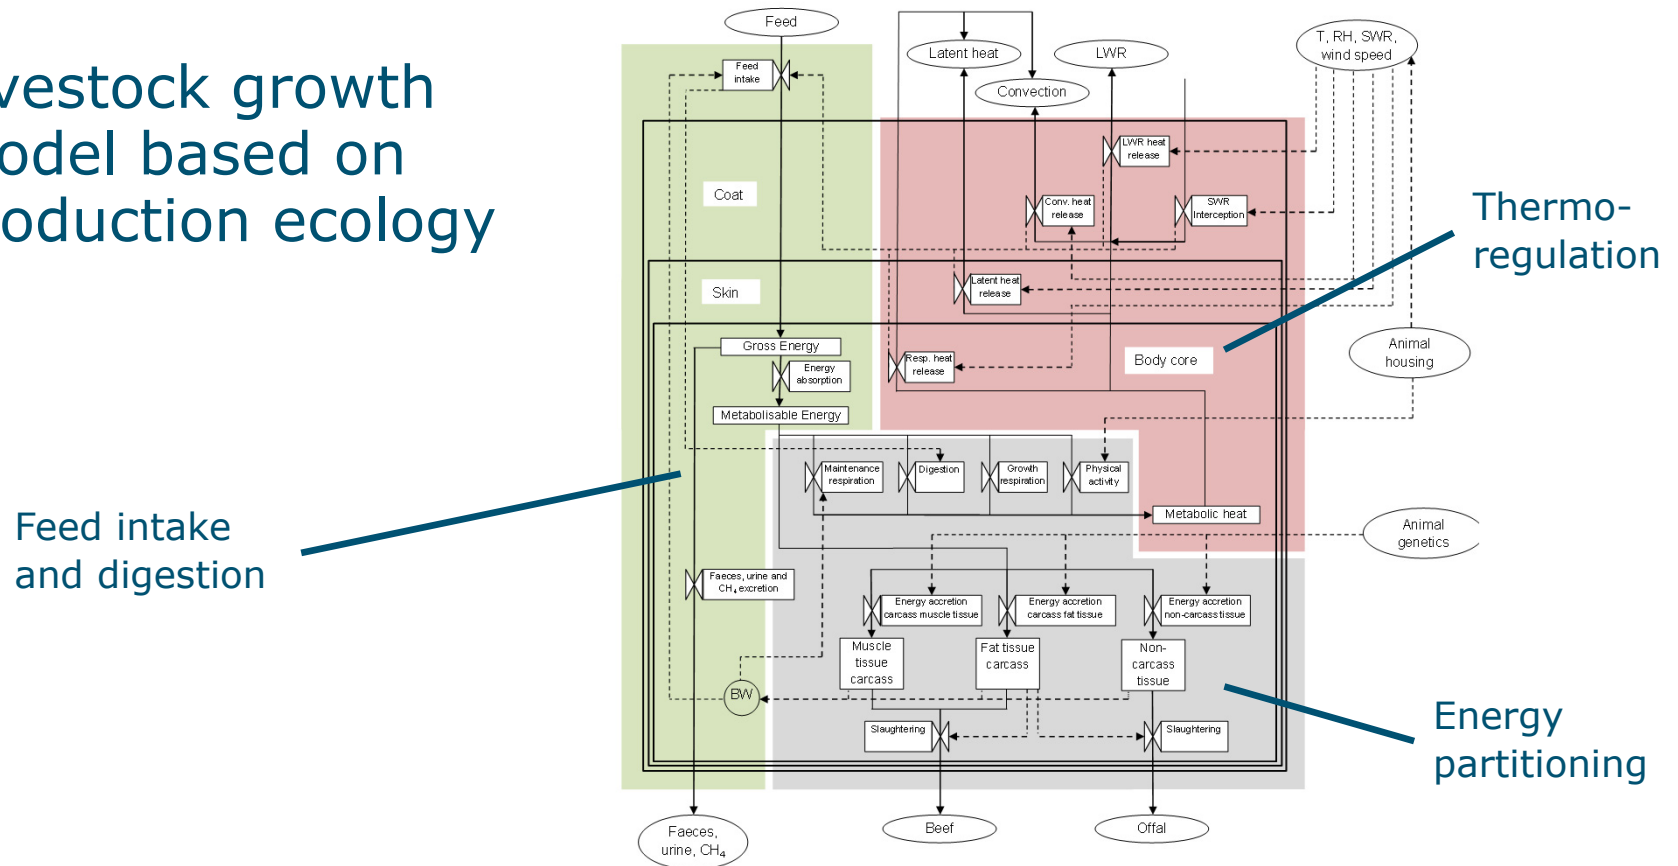 vestock growth
odel based on
oduction ecology
Feed
Feed
intake
Latent heat
LWR
T, RH, SWR,
wind speed
Convection
LWR heat
release
Coat
Conv. heat
release
SWR
Interception
Thermo-
regulation
Skin
Latent heat
release
Gross Energy
Energy
absorption
Resp. heat
release
Body core
Animal
housing
Metabolisable Energy
Maintenance
respiration
Digestion
Growth
respiration
Physical
activity
Metabolic heat
Animal
genetics
Feed intake
and digestion
Faeces, urine and
CH₄ excretion
Energy accretion
carcass muscle tissue
Energy accretion
carcass fat tissue
Energy accretion
non-carcass tissue
Muscle
tissue
carcass
Fat tissue
carcass
Non-
carcass
tissue
BW
Slaughtering
Slaughtering
Energy
partitioning
Faeces,
urine, CH₄
Beef
Offal